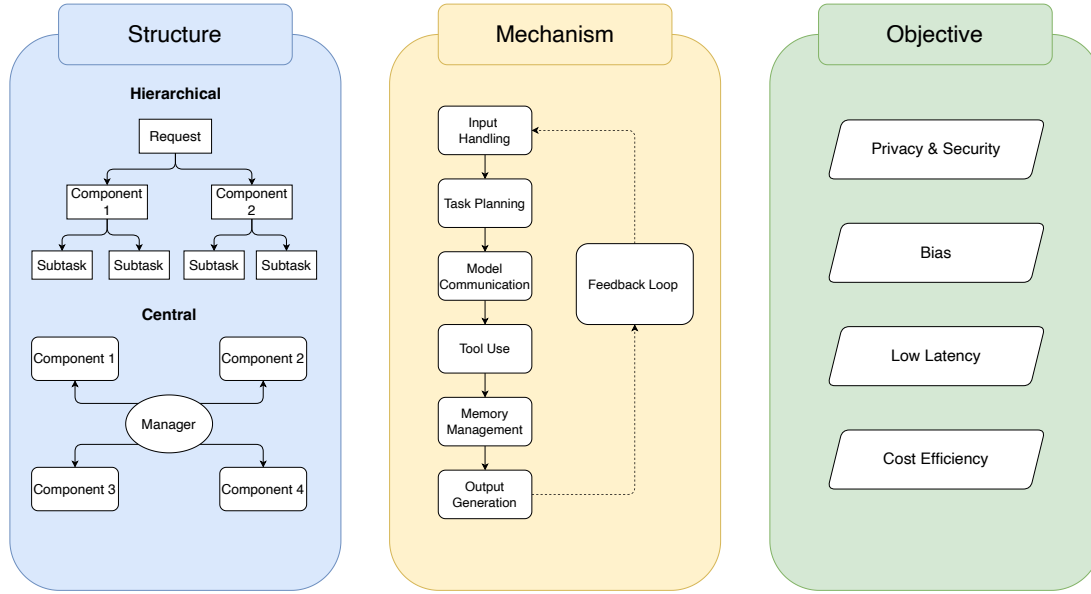 Structure
Hierarchical
Request
Component
1
Component
2
Subtask
Subtask
Subtask
Subtask
Central
Component 1
Component 2
Manager
Component 3
Component 4
Mechanism
Input
Handling
Task Planning
Model
Communication
Feedback Loop
Tool Use
Memory
Management
Output
Generation
Objective
Privacy & Security
Bias
Low Latency
Cost Efficiency